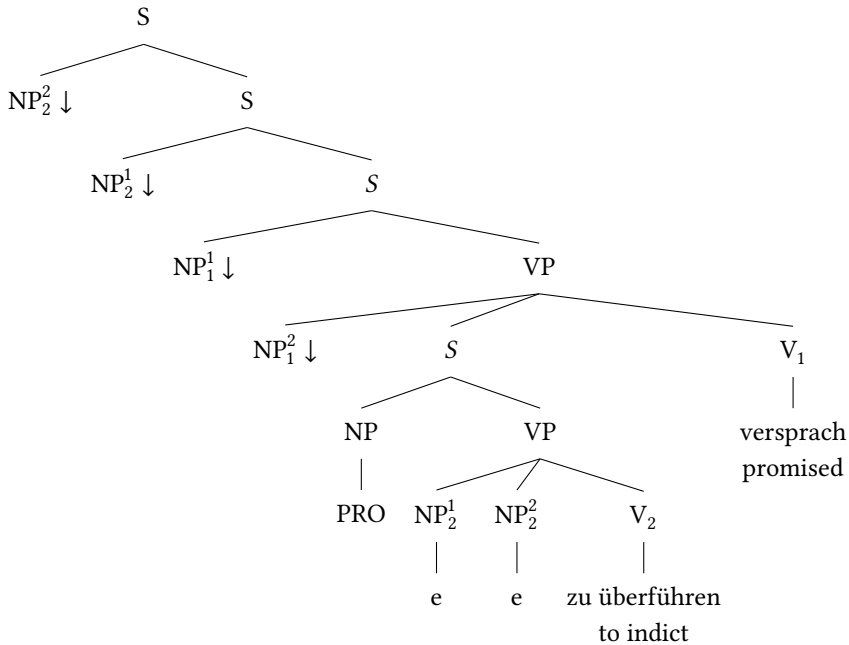 S
NP²₂ ↓ S
NP¹₂ ↓ S
NP¹₁ ↓ VP
NP²₁ ↓ S V₁
NP VP versprach
promised
PRO NP¹₂ NP²₂ V₂
e e zu überführen
to indict